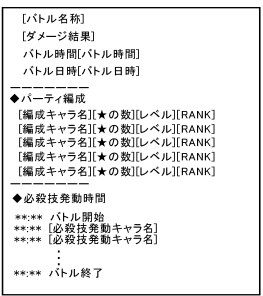 [バトル名称]
[ダメージ結果]
バトル時間[バトル時間]
バトル日時[バトル日時]
ーーーーーーー
◆パーティ編成
[編成キャラ名][★の数][レベル][RANK]
[編成キャラ名][★の数][レベル][RANK]
[編成キャラ名][★の数][レベル][RANK]
[編成キャラ名][★の数][レベル][RANK]
[編成キャラ名][★の数][レベル][RANK]
ーーーーーーー
◆必殺技発動時間
**:** バトル開始
**:** [必殺技発動キャラ名]
**:** [必殺技発動キャラ名]
:
:
**:** バトル終了